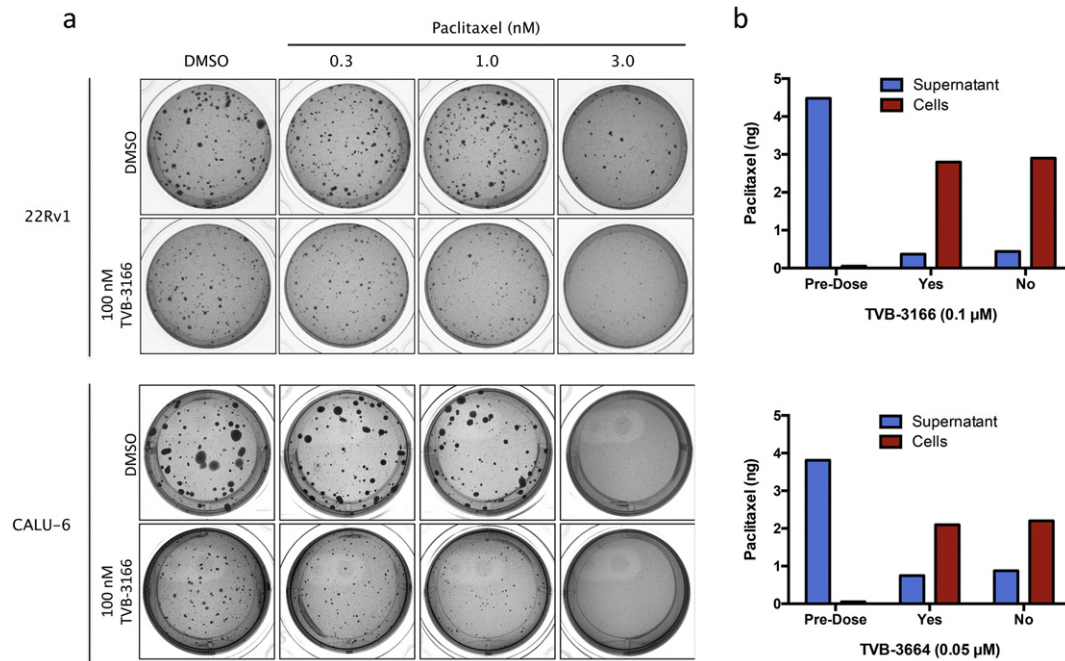 a
Paclitaxel (nM)
DMSO
0.3
1.0
3.0
22Rv1
DMSO
100 nM
TVB-3166
CALU-6
DMSO
100 nM
TVB-3166
b
Supernatant
Cells
Paclitaxel (ng)
5
4
3
2
1
0
Pre-Dose
Yes
No
TVB-3166 (0.1 µM)
Supernatant
Cells
Paclitaxel (ng)
5
4
3
2
1
0
Pre-Dose
Yes
No
TVB-3664 (0.05 µM)